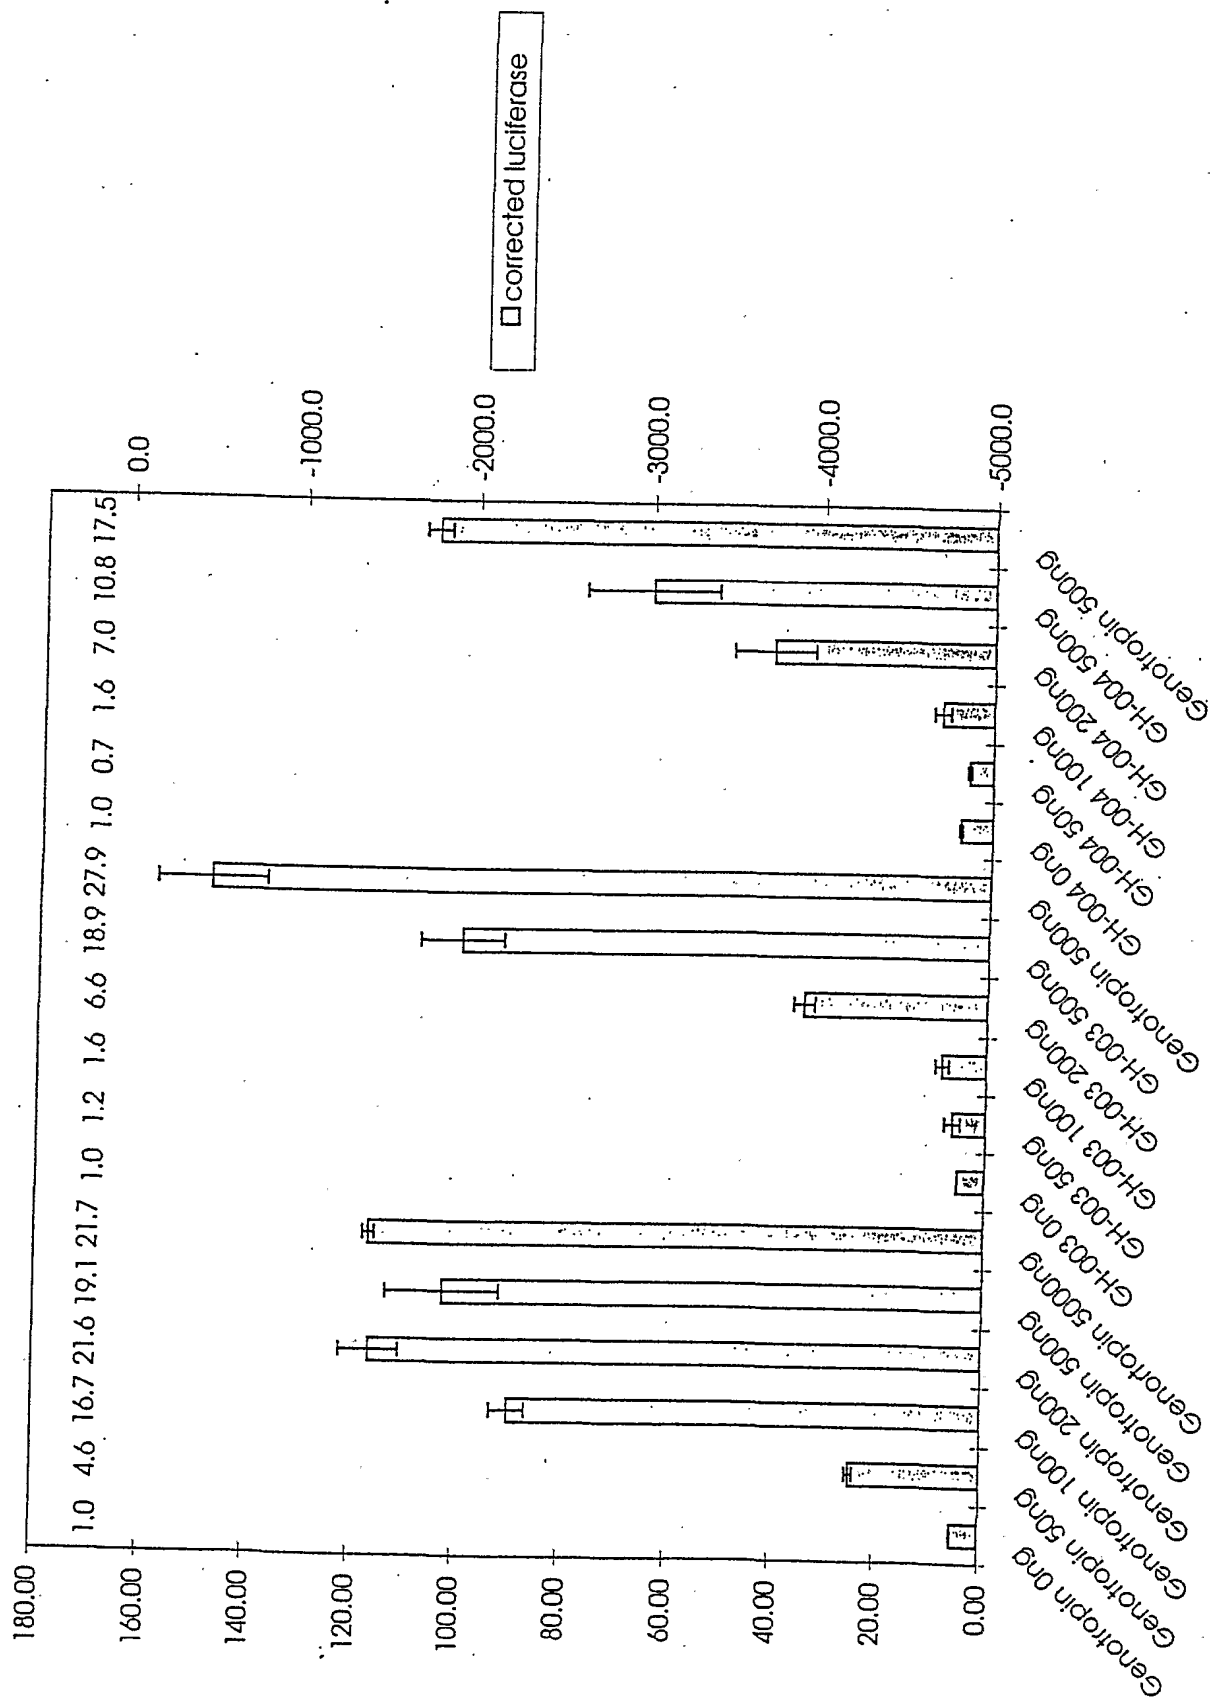 180.00
160.00
140.00
120.00
100.00
80.00
60.00
40.00
20.00
0.00
1.0 4.6 16.7 21.6 19.1 21.7 1.0 1.2 1.6 6.6 18.9 27.9 1.0 0.7 1.6 7.0 10.8 17.5
0.0
-1000.0
-2000.0
-3000.0
-4000.0
-5000.0
Genotropin 0ng
Genotropin 50ng
Genotropin 100ng
Genotropin 200ng
Genotropin 500ng
Genortopin 5000ng
GH-003 0ng
GH-003 50ng
GH-003 100ng
GH-003 200ng
GH-003 500ng
Genotropin 500ng
GH-004 0ng
GH-004 50ng
GH-004 100ng
GH-004 200ng
GH-004 500ng
Genotropin 500ng
corrected luciferase